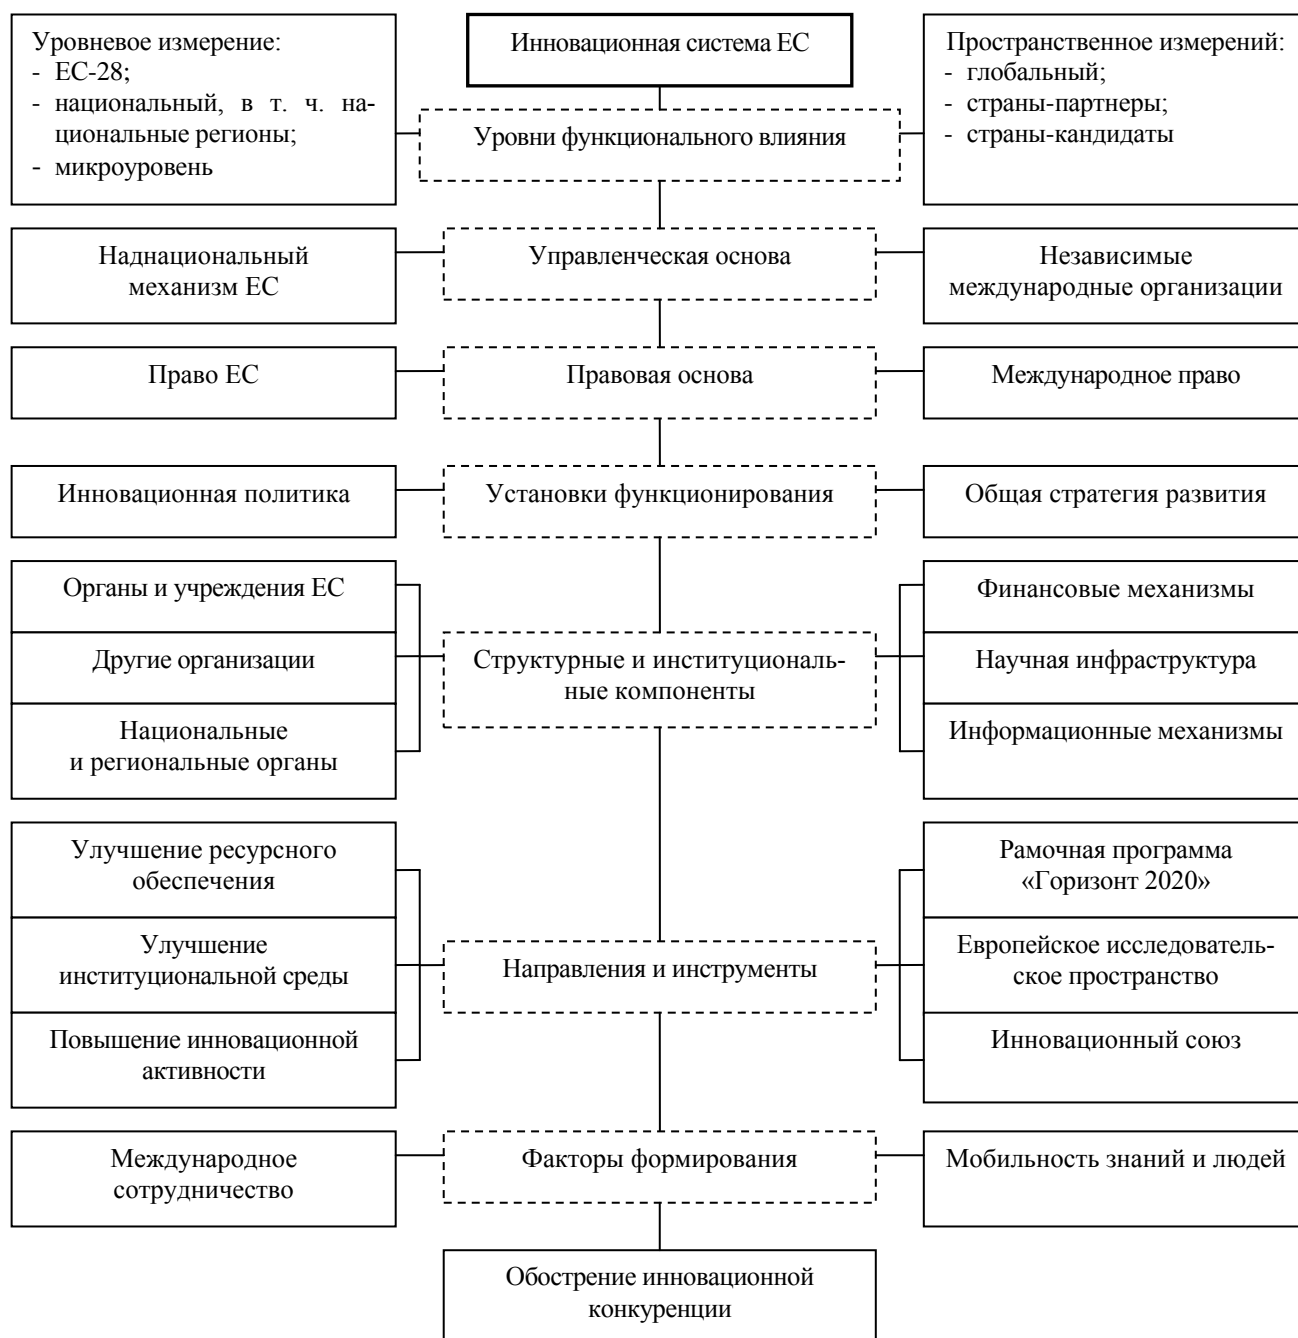 Уровневое измерение:
- ЕС-28;
- национальный, в т. ч. на-
циональные регионы;
- микроуровень
Инновационная система ЕС
Пространственное измерений:
- глобальный;
- страны-партнеры;
- страны-кандидаты
Уровни функционального влияния
Наднациональный
механизм ЕС
Управленческая основа
Независимые
международные организации
Право ЕС
Правовая основа
Международное право
Инновационная политика
Установки функционирования
Общая стратегия развития
Органы и учреждения ЕС
Другие организации
Национальные
и региональные органы
Структурные и институциональ-
ные компоненты
Финансовые механизмы
Научная инфраструктура
Информационные механизмы
Улучшение ресурсного
обеспечения
Улучшение
институциональной среды
Повышение инновационной
активности
Направления и инструменты
Рамочная программа
«Горизонт 2020»
Европейское исследователь-
ское пространство
Инновационный союз
Международное
сотрудничество
Факторы формирования
Мобильность знаний и людей
Обострение инновационной
конкуренции